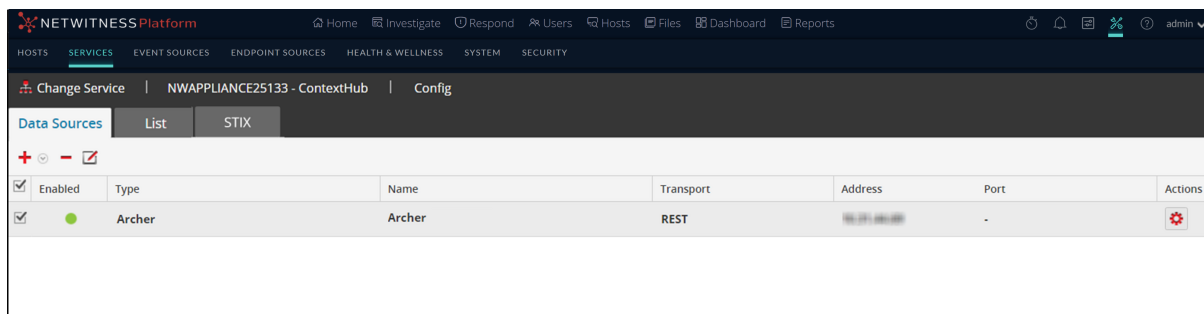 NETWITNESS Platform Home Investigate Respond Users Hosts Files Dashboard Reports admin
HOSTS SERVICES EVENT SOURCES ENDPOINT SOURCES HEALTH & WELLNESS SYSTEM SECURITY
Change Service | NWAPPLIANCE25133 - ContextHub | Config
Data Sources List STIX
Enabled Type Name Transport Address Port Actions
Archer Archer REST -